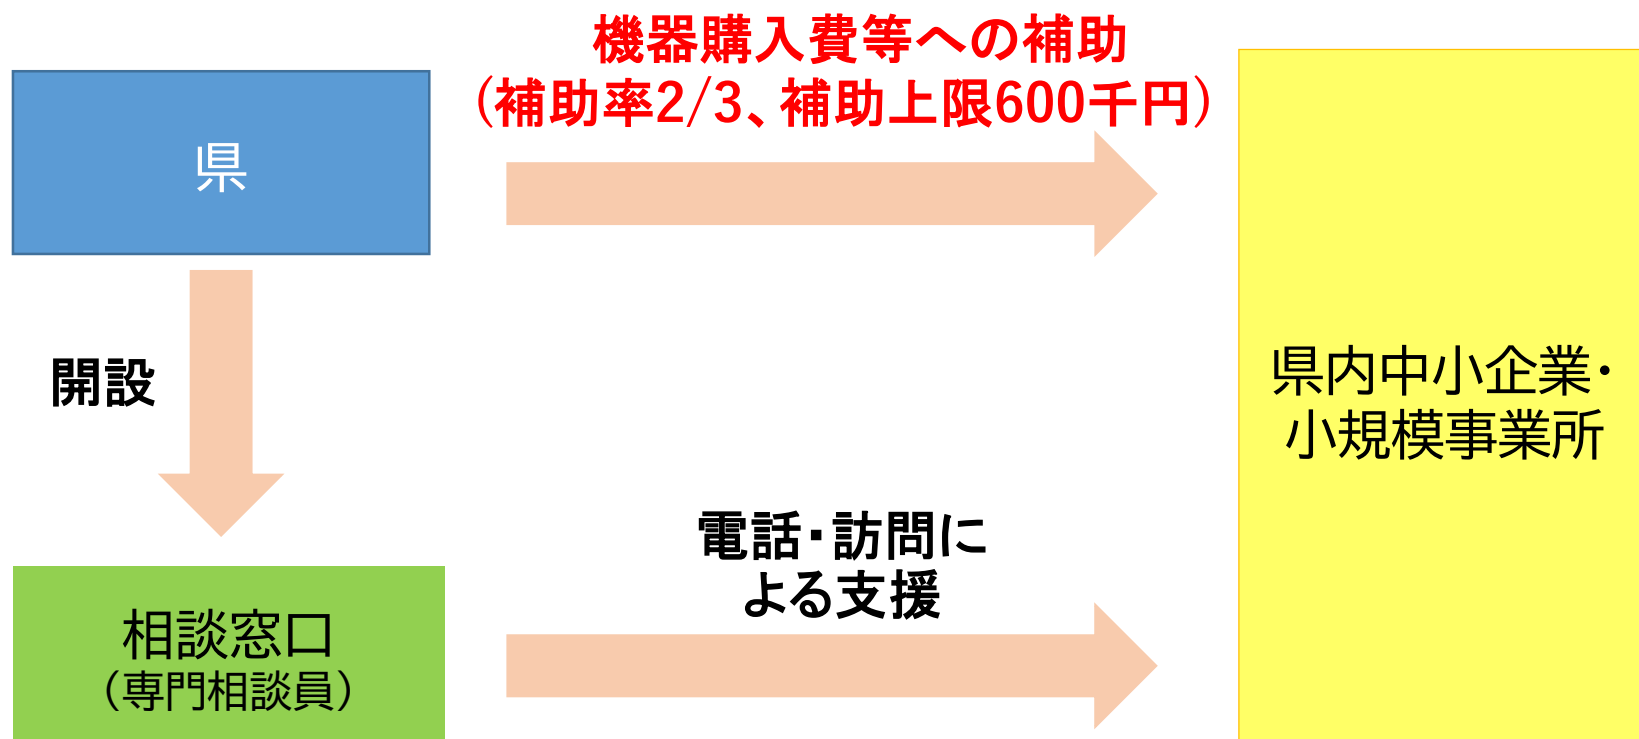 機器購入費等への補助
（補助率2/3、補助上限600千円）
県
開設
県内中小企業・
小規模事業所
電話・訪問に
よる支援
相談窓口
（専門相談員）